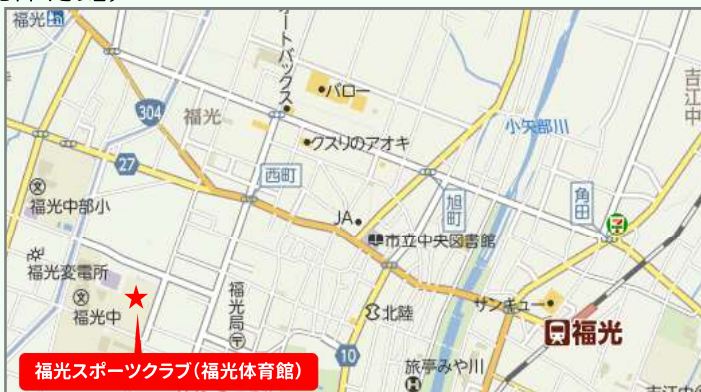 福光
オートバックス
バロー
吉江中
304
福光
小矢部川
クスリのアオキ
27
西町
角田
旭町
福光中部小
JA
市立中央図書館
福光変電所
福光局
サンキュー
福光中
北陸
福光
福光スポーツクラブ(福光体育館)
10
旅亭みや川